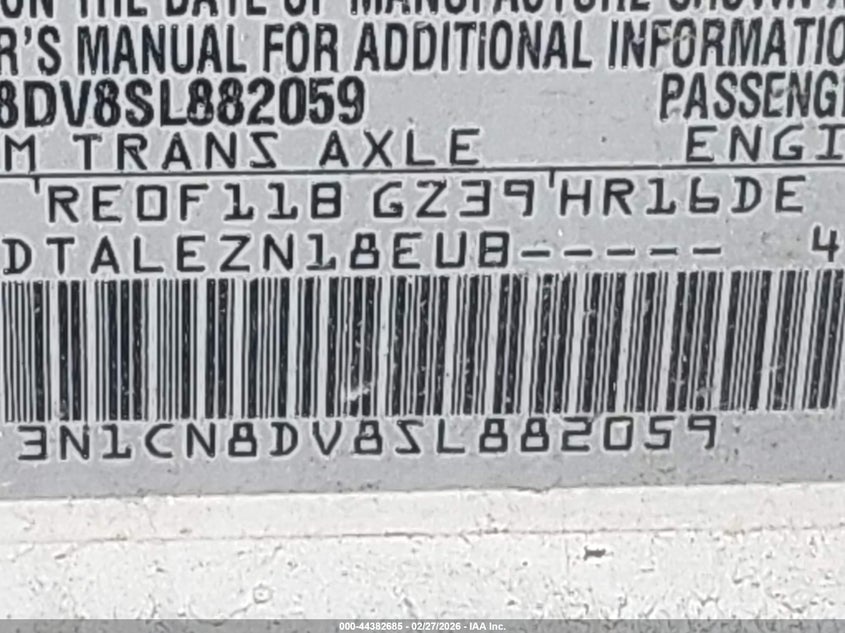 ON THE DATE OF MANUFACTURE SHOWN
R'S MANUAL FOR ADDITIONAL INFORMATIO
8DV8SL882059 PASSENG
M TRANS AXLE ENGI
RE0F11B GZ39 HR16DE
DTALEZN18EUB----- 4
3N1CN8DV8SL882059
000-44382685 - 02/27/2026 - IAA Inc.